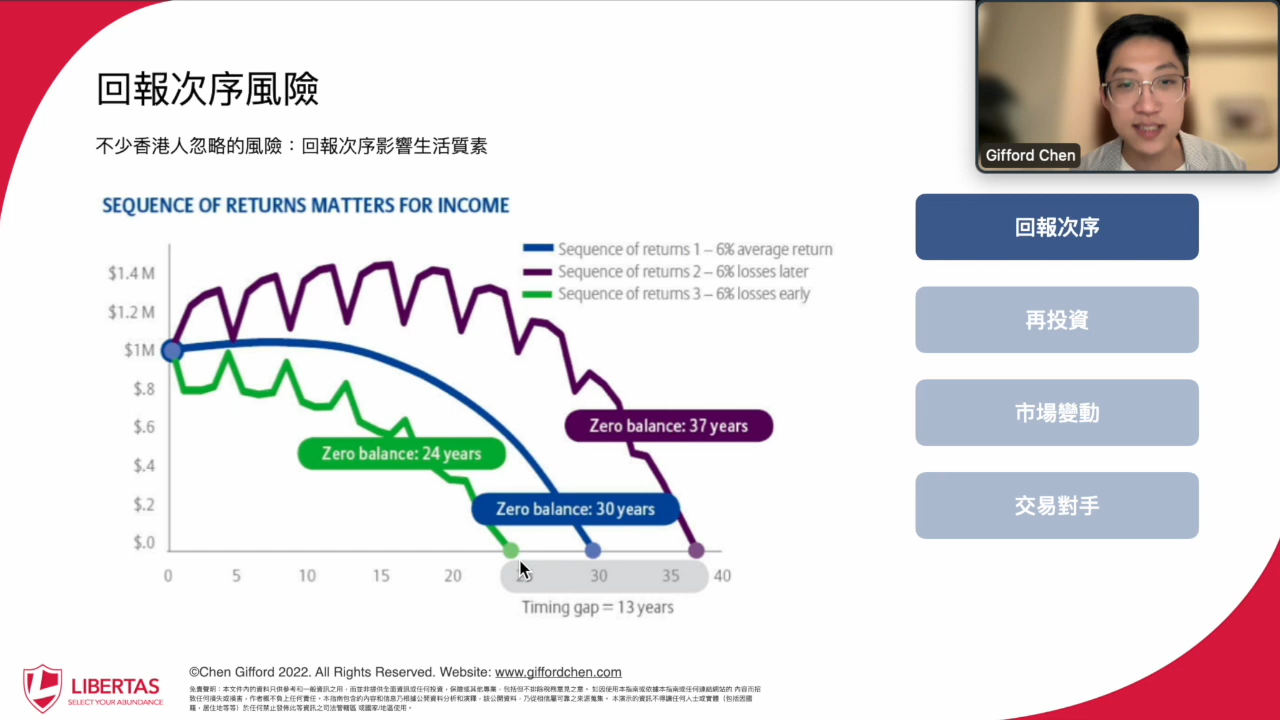 回報次序風險
不少香港人忽略的風險：回報次序影響生活質素
Gifford Chen
SEQUENCE OF RETURNS MATTERS FOR INCOME
Sequence of returns 1 – 6% average return
Sequence of returns 2 – 6% losses later
Sequence of returns 3 – 6% losses early
$1.4 M
$1.2 M
$1M
$.8
$.6
$.4
$.2
$.0
Zero balance: 37 years
Zero balance: 24 years
Zero balance: 30 years
0 5 10 15 20 30 35 40
Timing gap = 13 years
回報次序
再投資
市場變動
交易對手
LIBERTAS
SELECT YOUR ABUNDANCE
©Chen Gifford 2022. All Rights Reserved. Website: www.giffordchen.com